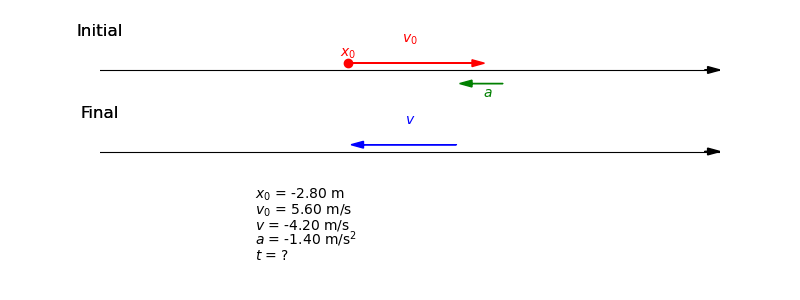 Initial
v₀
x₀
a
Final
v
x₀ = -2.80 m
v₀ = 5.60 m/s
v = -4.20 m/s
a = -1.40 m/s²
t = ?